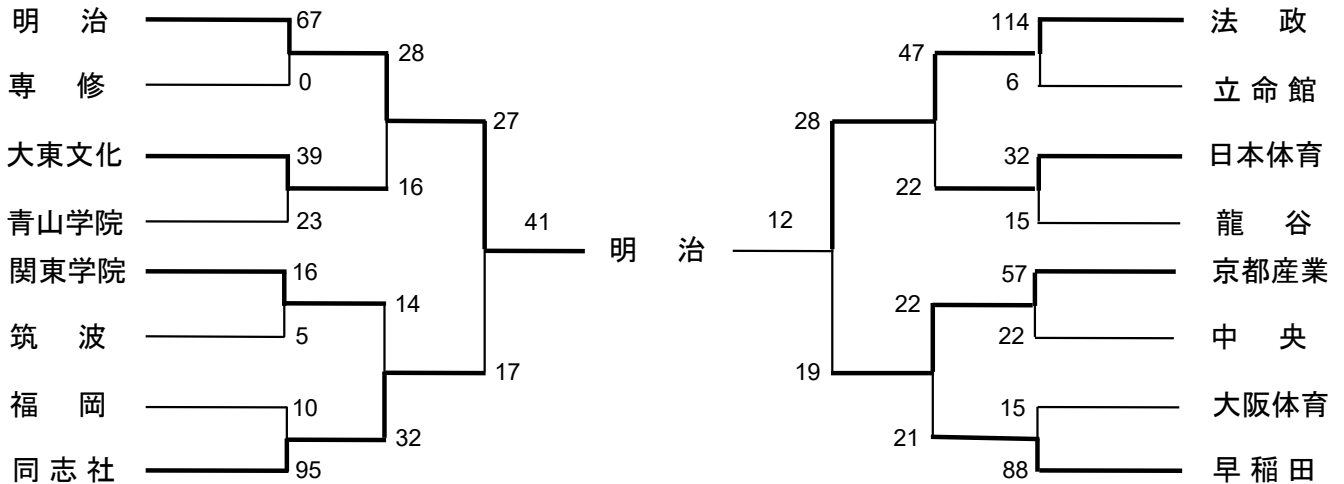 明 治 67 114 法 政
28 47
専 修 0 6 立 命 館
27 28
大東文化 39 32 日本体育
16 22
青山学院 23 15 龍 谷
41 明 治 12
関東学院 16 57 京都産業
14 22
筑 波 5 22 中 央
17 19
福 岡 10 15 大阪体育
32 21
同 志 社 95 88 早 稲 田